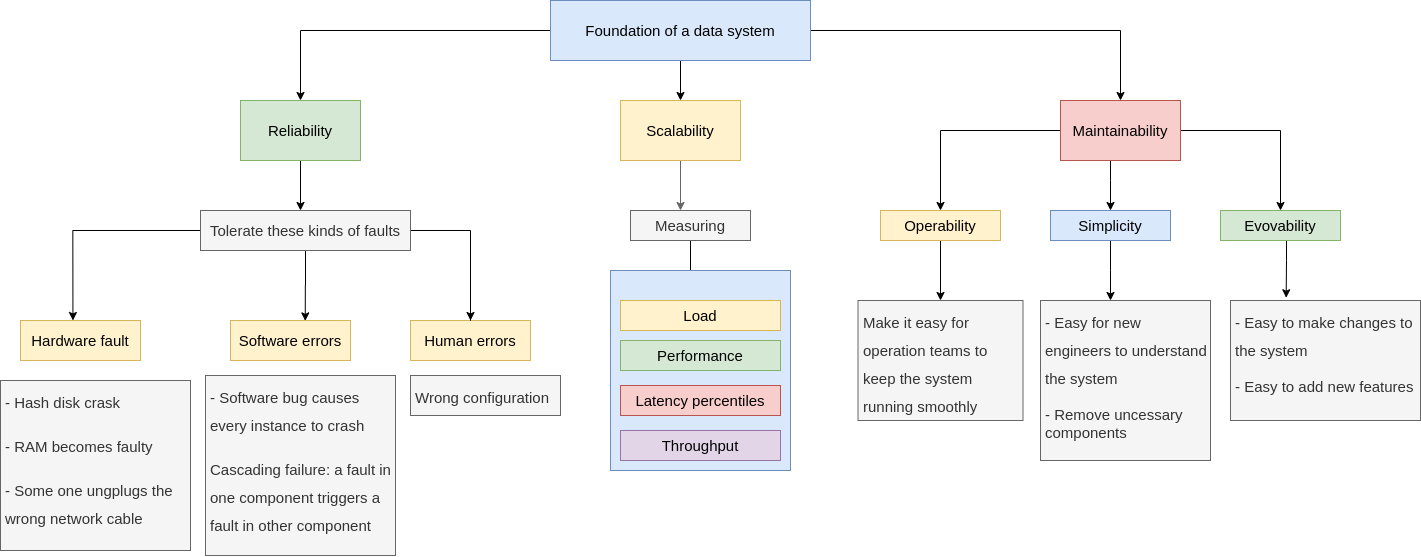 Foundation of a data system
Reliability
Scalability
Maintainability
Tolerate these kinds of faults
Measuring
Operability
Simplicity
Evovability
Hardware fault
Software errors
Human errors
- Hash disk crask
- RAM becomes faulty
- Some one ungplugs the
wrong network cable
- Software bug causes
every instance to crash
Cascading failure: a fault in
one component triggers a
fault in other component
Wrong configuration
Load
Performance
Latency percentiles
Throughput
Make it easy for
operation teams to
keep the system
running smoothly
- Easy for new
engineers to understand
the system
- Remove uncessary
components
- Easy to make changes to
the system
- Easy to add new features